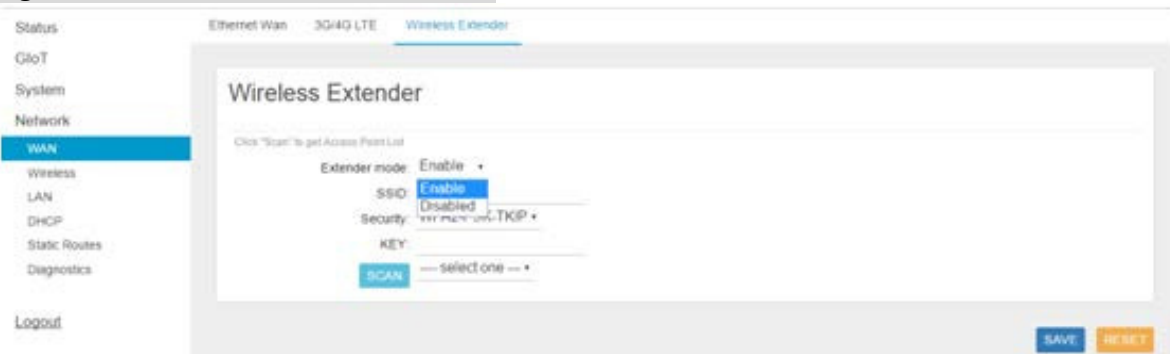 Status
Ethernet Wan 3G/4G LTE Wireless Extender
GIoT
System
Network
WAN
Wireless
LAN
DHCP
Static Routes
Diagnostics
Logout
Wireless Extender
Click "Scan" to get Access Point List
Extender mode: Enable
Enable
Disabled
SSID:
Security: TKIP
KEY:
SCAN ---- select one ---
SAVE RESET